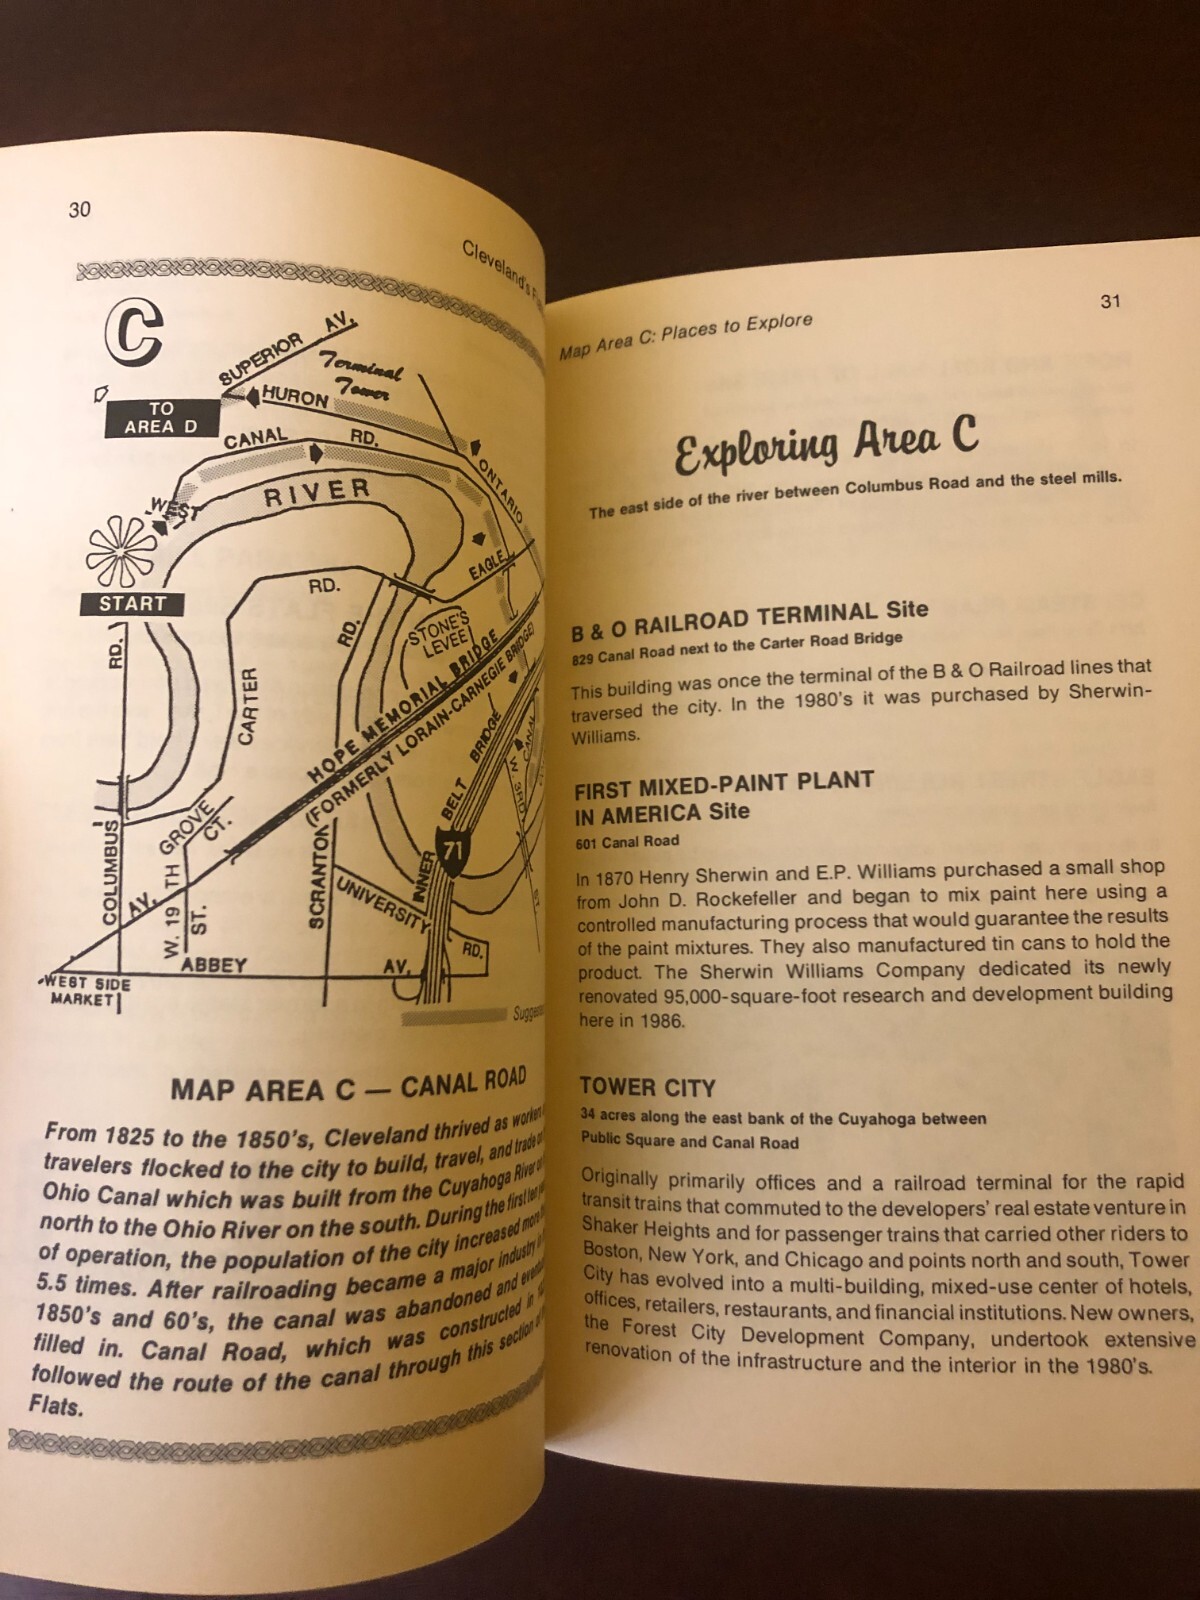 30
Cleveland's
C
SUPERIOR AV.
Terminal
Tower
HURON
TO
AREA D
CANAL RD.
ONTARIO
WEST
RIVER
EAGLE
START
RD.
RD.
RD.
STONE'S
LEVEE
CARTER
HOPE MEMORIAL BRIDGE
(FORMERLY LORAIN-CARNEGIE BRIDGE)
CANAL
W. 3RD
ST.
INNER BELT BRIDGE
71
GROVE
CT.
COLUMBUS
AV.
W. 19 TH
ST.
SCRANTON
UNIVERSITY
RD.
ABBEY AV.
WEST SIDE
MARKET
MAP AREA C — CANAL ROAD
From 1825 to the 1850's, Cleveland thrived as
travelers flocked to the city to build, travel, and trade
Ohio Canal which was built from the Cuyahoga River
north to the Ohio River on the south. During the first ten
of operation, the population of the city increased more
5.5 times. After railroading became a major industry
1850's and 60's, the canal was abandoned and
filled in. Canal Road, which was constructed in
followed the route of the canal through this section
Flats.
31
Map Area C: Places to Explore
Exploring Area C
The east side of the river between Columbus Road and the steel mills.
B & O RAILROAD TERMINAL Site
829 Canal Road next to the Carter Road Bridge
This building was once the terminal of the B & O Railroad lines that
traversed the city. In the 1980's it was purchased by Sherwin-
Williams.
FIRST MIXED-PAINT PLANT
IN AMERICA Site
601 Canal Road
In 1870 Henry Sherwin and E.P. Williams purchased a small shop
from John D. Rockefeller and began to mix paint here using a
controlled manufacturing process that would guarantee the results
of the paint mixtures. They also manufactured tin cans to hold the
product. The Sherwin Williams Company dedicated its newly
renovated 95,000-square-foot research and development building
here in 1986.
TOWER CITY
34 acres along the east bank of the Cuyahoga between
Public Square and Canal Road
Originally primarily offices and a railroad terminal for the rapid
transit trains that commuted to the developers' real estate venture in
Shaker Heights and for passenger trains that carried other riders to
Boston, New York, and Chicago and points north and south, Tower
City has evolved into a multi-building, mixed-use center of hotels,
offices, retailers, restaurants, and financial institutions. New owners,
the Forest City Development Company, undertook extensive
renovation of the infrastructure and the interior in the 1980's.